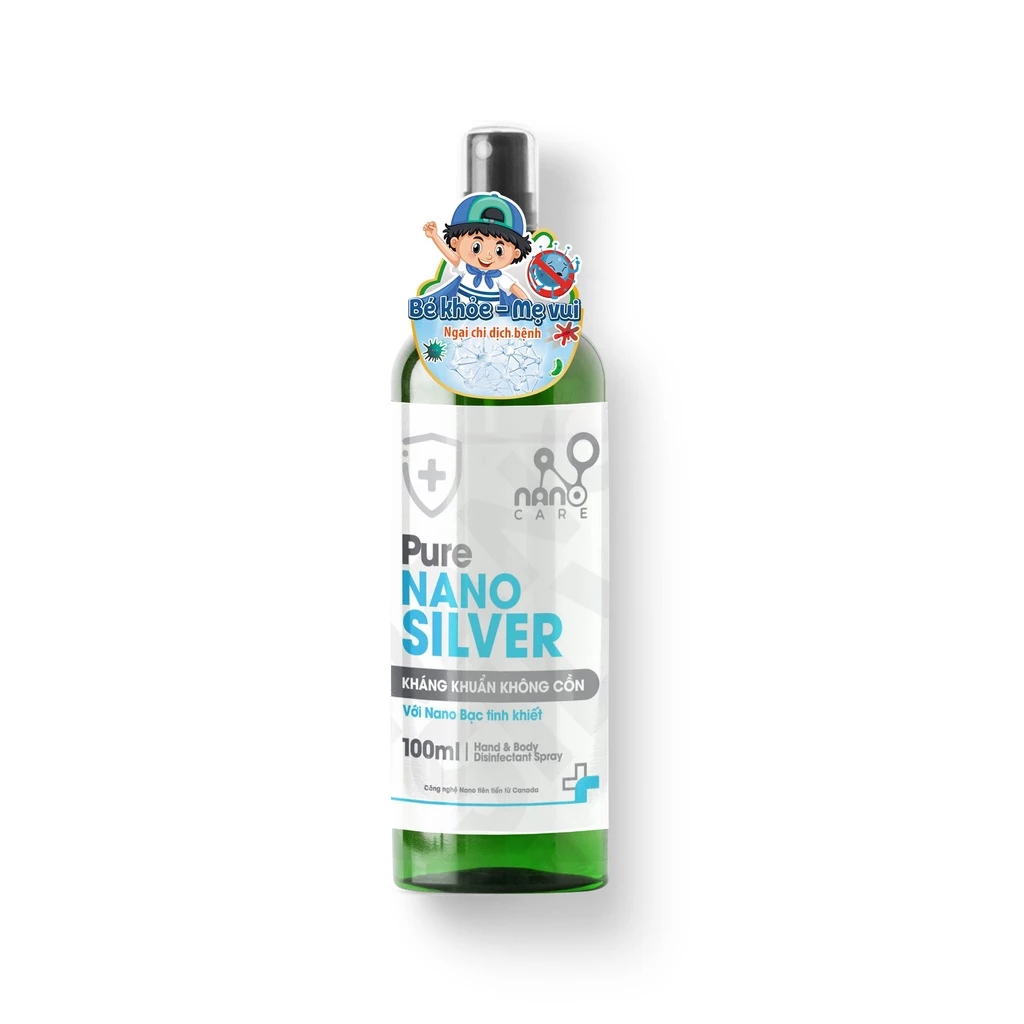 Bé khỏe - Mẹ vui
Ngại chi dịch bệnh
nano
CARE
Pure
NANO
SILVER
KHÁNG KHUẨN KHÔNG CỒN
Với Nano Bạc tinh khiết
100ml | Hand & Body
Disinfectant Spray
Công nghệ Nano tiên tiến từ Canada